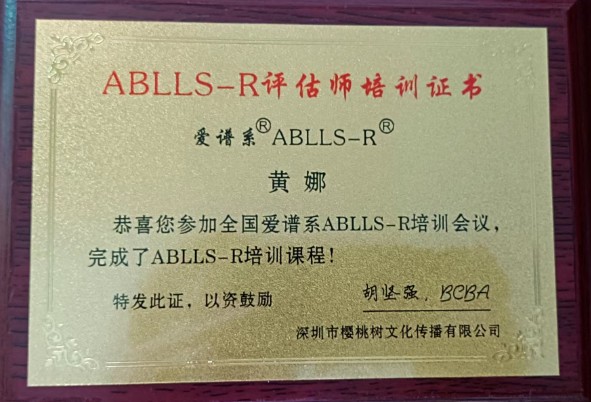 ABLLS-R评估师培训证书
爱谱系®ABLLS-R®
黄娜
恭喜您参加全国爱谱系ABLLS-R培训会议，
完成了ABLLS-R培训课程！
特发此证，以资鼓励
胡坚强，BCBA
深圳市樱桃树文化传播有限公司